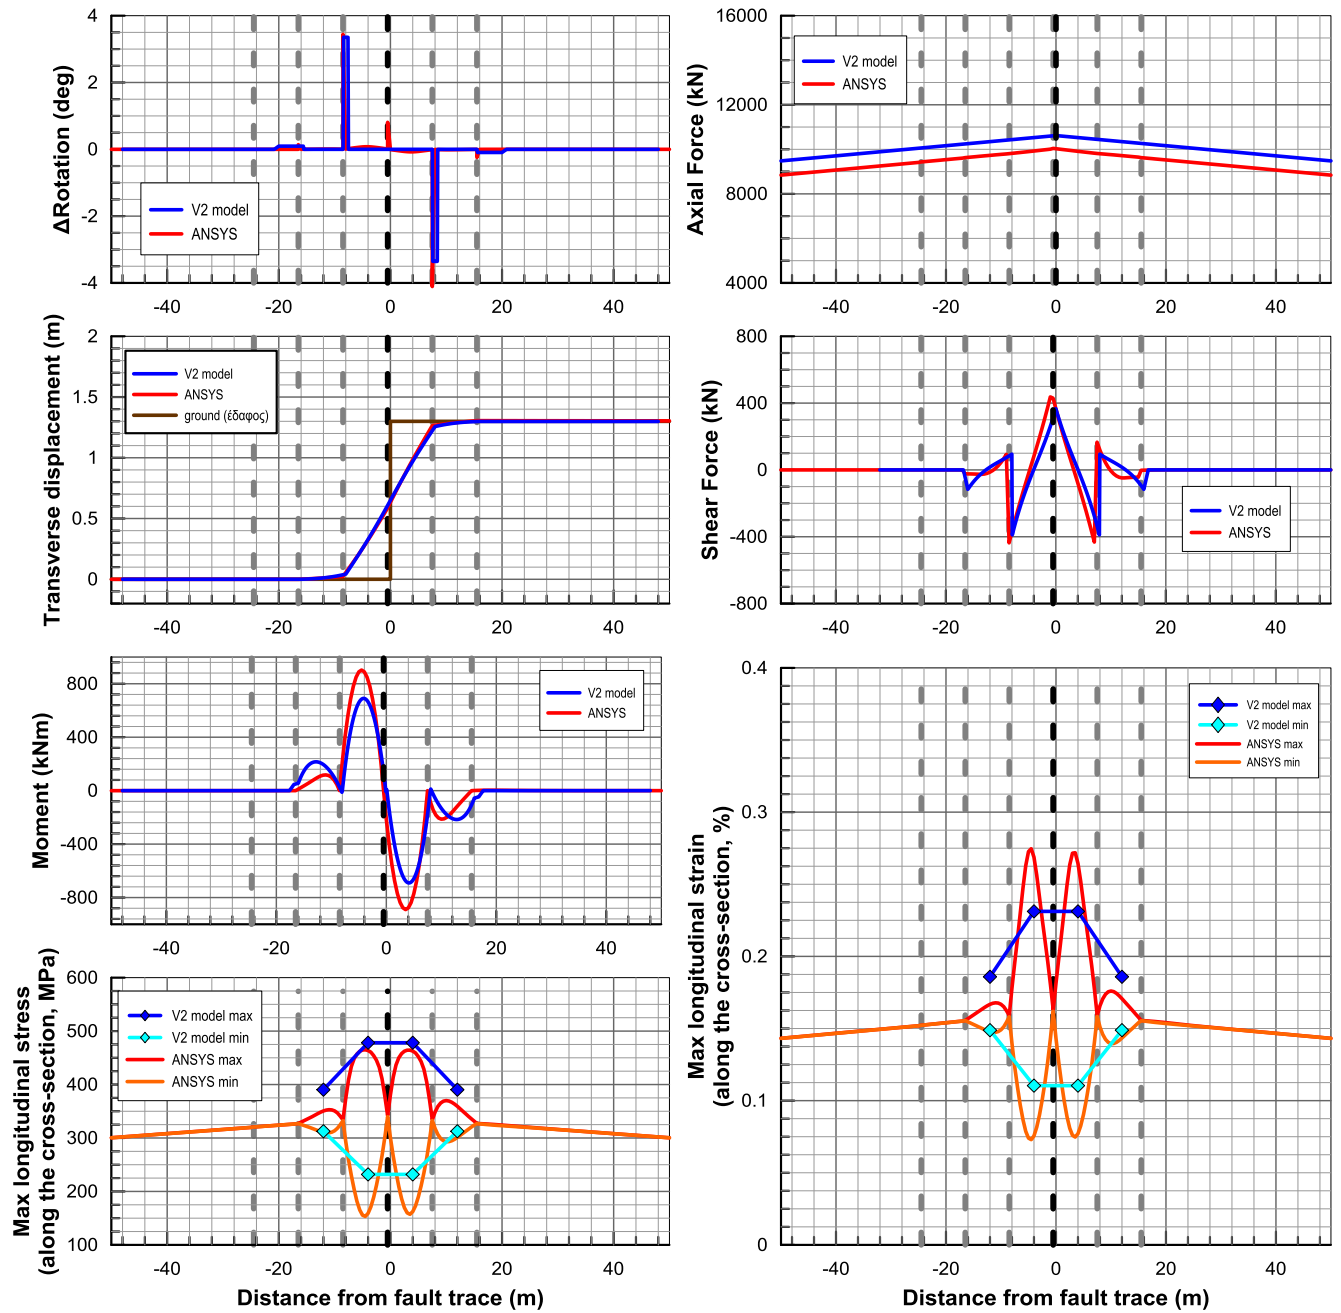 ΔRotation (deg)
4
2
0
-2
-4
V2 model
ANSYS
-40
-20
0
20
40
Axial Force (kN)
16000
12000
8000
4000
V2 model
ANSYS
-40
-20
0
20
40
Transverse displacement (m)
2
1.5
1
0.5
0
V2 model
ANSYS
ground (έδαφος)
-40
-20
0
20
40
Shear Force (kN)
800
400
0
-400
-800
V2 model
ANSYS
-40
-20
0
20
40
Moment (kNm)
800
400
0
-400
-800
V2 model
ANSYS
-40
-20
0
20
40
Max longitudinal stress
(along the cross-section, MPa)
600
500
400
300
200
100
V2 model max
V2 model min
ANSYS max
ANSYS min
-40
-20
0
20
40
Distance from fault trace (m)
Max longitudinal strain
(along the cross-section, %)
0.4
0.3
0.2
0.1
0
V2 model max
V2 model min
ANSYS max
ANSYS min
-40
-20
0
20
40
Distance from fault trace (m)